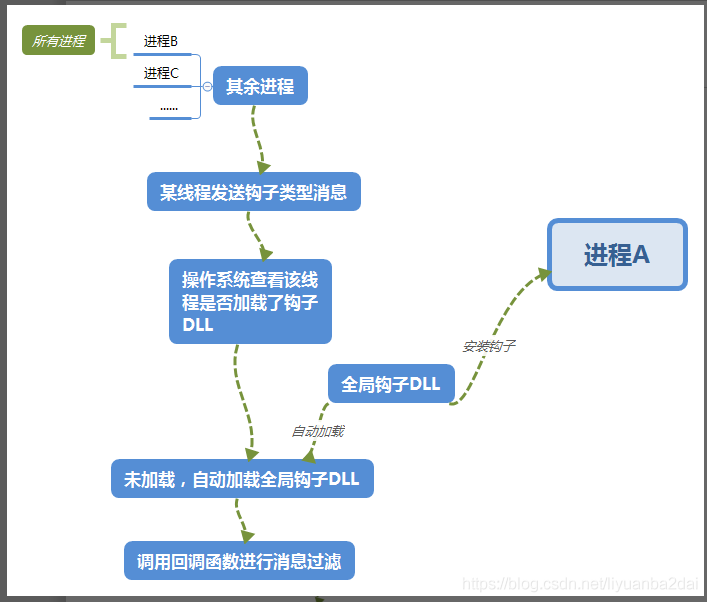 所有进程
进程B
进程C
......
其余进程
某线程发送钩子类型消息
操作系统查看该线
程是否加载了钩子
DLL
进程A
安装钩子
全局钩子DLL
自动加载
未加载，自动加载全局钩子DLL
调用回调函数进行消息过滤
https://blog.csdn.net/liyuanba2dai